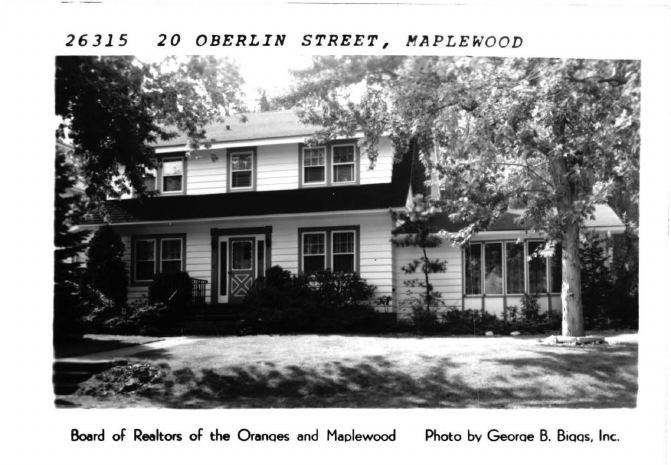 26315 20 OBERLIN STREET, MAPLEWOOD
Board of Realtors of the Oranges and Maplewood Photo by George B. Biggs, Inc.